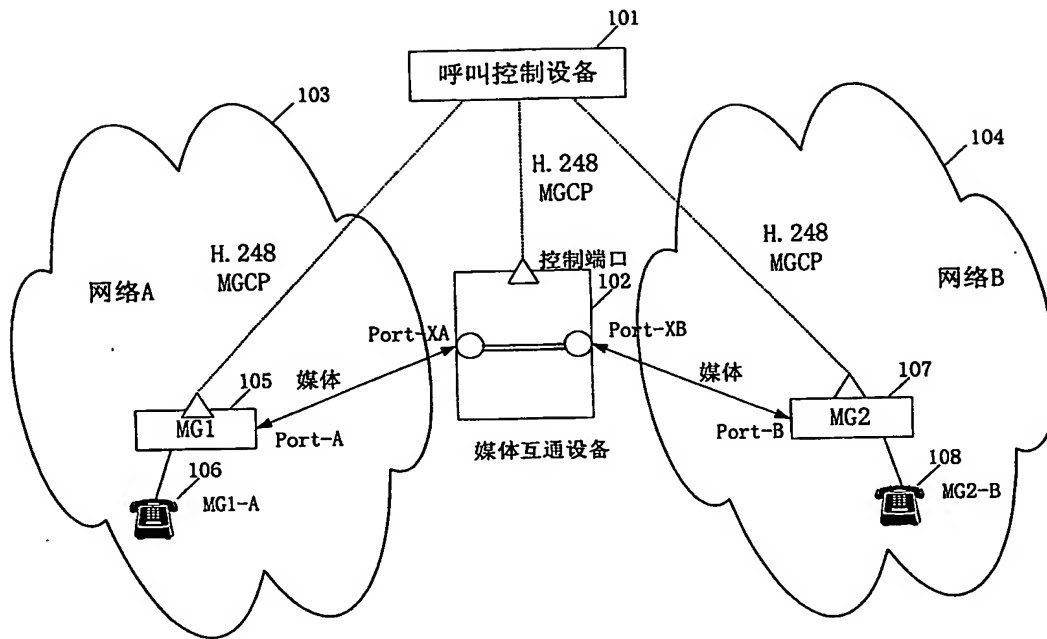 101
呼叫控制设备
103
104
H.248
MGCP
H.248
MGCP
H.248
MGCP
控制端口
102
网络A
网络B
Port-XA
Port-XB
媒体
媒体
105
107
MG1
MG2
Port-A
Port-B
媒体互通设备
106
108
MG1-A
MG2-B